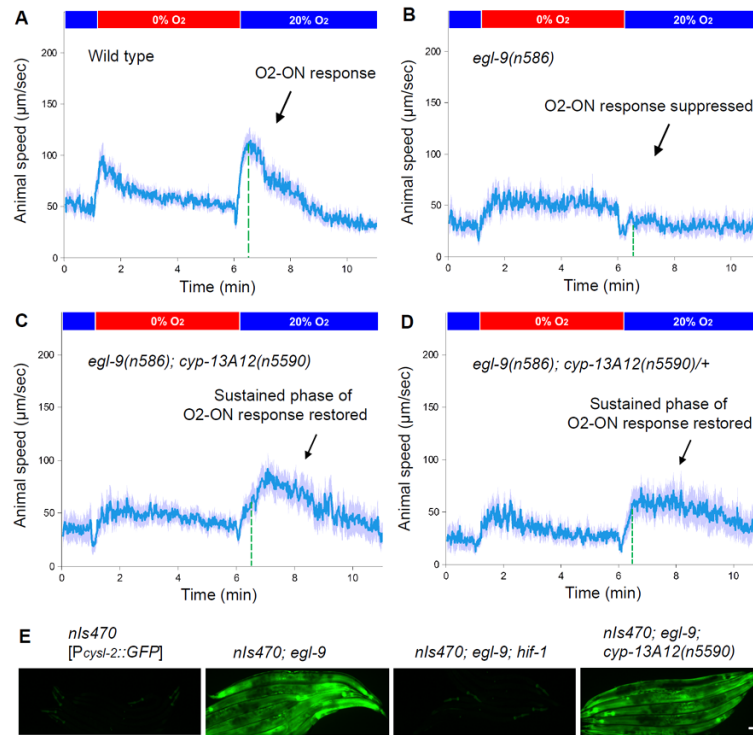 A
0% O2
20% O2
Wild type
O2-ON response
Animal speed (μm/sec)
200
150
100
50
0
0
2
4
6
8
10
Time (min)
B
0% O2
20% O2
egl-9(n586)
O2-ON response suppressed
Animal speed (μm/sec)
200
150
100
50
0
0
2
4
6
8
10
Time (min)
C
0% O2
20% O2
egl-9(n586); cyp-13A12(n5590)
Sustained phase of
O2-ON response restored
Animal speed (μm/sec)
200
150
100
50
0
0
2
4
6
8
10
Time (min)
D
0% O2
20% O2
egl-9(n586); cyp-13A12(n5590)/+
Sustained phase of
O2-ON response restored
Animal speed (μm/sec)
200
150
100
50
0
0
2
4
6
8
10
Time (min)
E
nIs470
[Pcysl-2::GFP]
nIs470; egl-9
nIs470; egl-9; hif-1
nIs470; egl-9;
cyp-13A12(n5590)